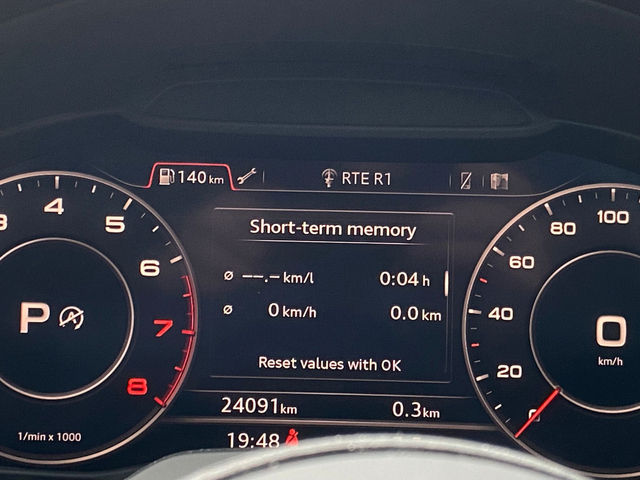 140 km
RTE R1
Short-term memory
ø --.- km/l 0:04 h
ø 0 km/h 0.0 km
Reset values with OK
24091 km 0.3 km
19:48
3 4 5 6 7 8
P A
1/min x 1000
0 20 40 60 80 100
0
km/h